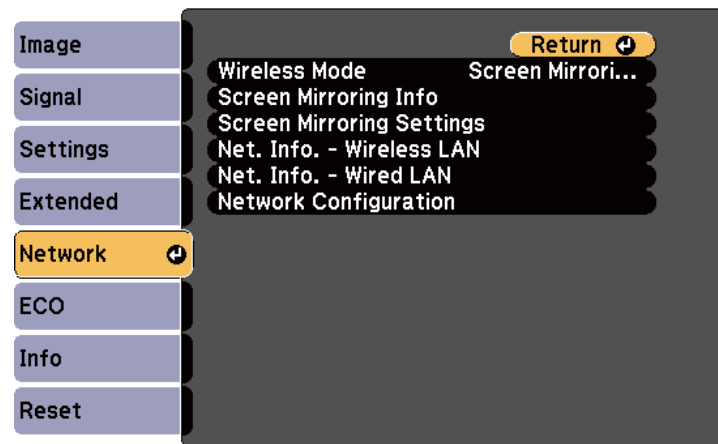 Image
Signal
Settings
Extended
Network
ECO
Info
Reset
Return
Wireless Mode Screen Mirrori...
Screen Mirroring Info
Screen Mirroring Settings
Net. Info. - Wireless LAN
Net. Info. - Wired LAN
Network Configuration